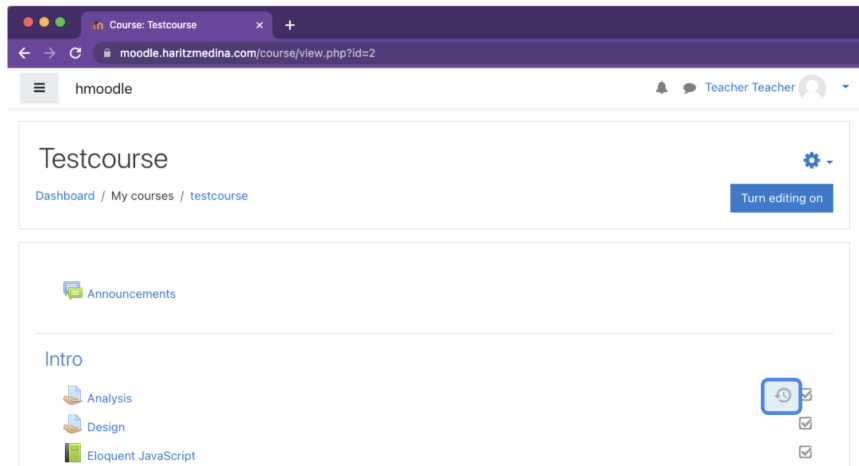 Course: Testcourse
moodle.haritzmedina.com/course/view.php?id=2
hmoodle
Teacher Teacher
Testcourse
Dashboard / My courses / testcourse
Turn editing on
Announcements
Intro
Analysis
Design
Eloquent JavaScript